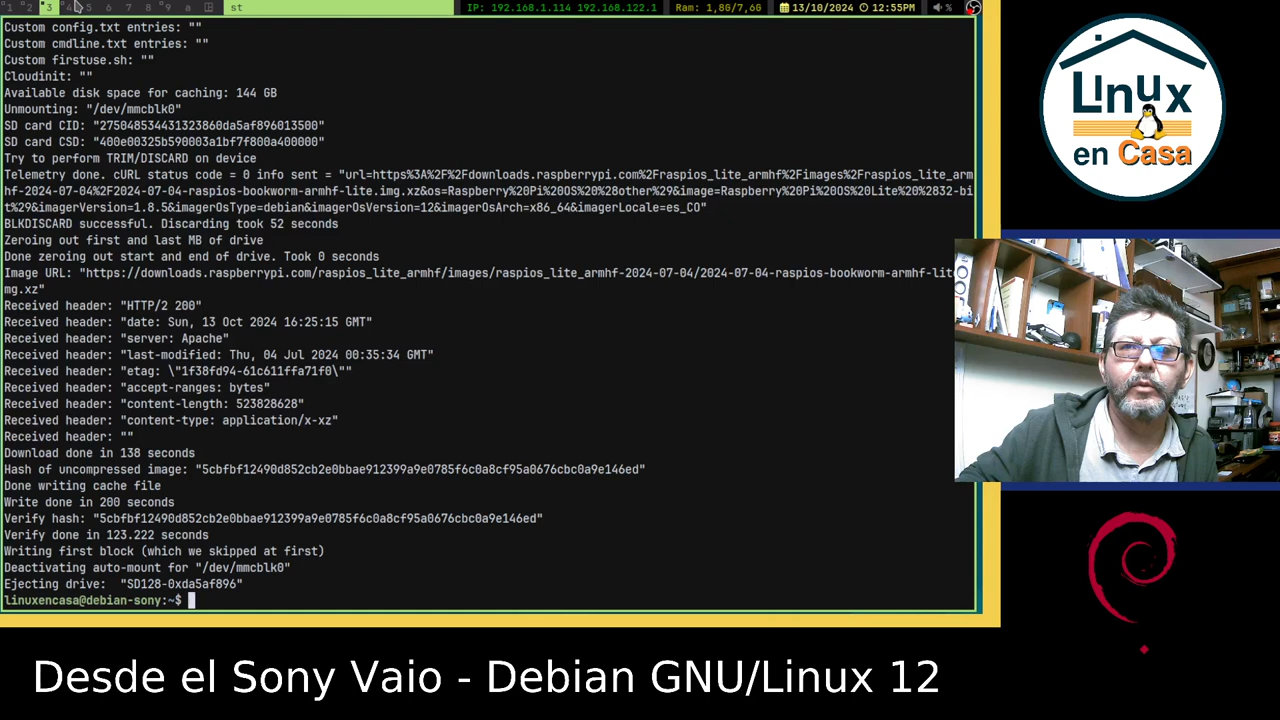 1 2 3 4 5 6 7 8 9 a st IP: 192.168.1.114 192.168.122.1 Ram: 1,8G/7,6G 13/10/2024 12:55PM %
Custom config.txt entries: ""
Custom cmdline.txt entries: ""
Custom firstuse.sh: ""
Cloudinit: ""
Available disk space for caching: 144 GB
Unmounting: "/dev/mmcblk0"
SD card CID: "275048534431323860da5af896013500"
SD card CSD: "400e00325b590003a1bf7f800a400000"
Try to perform TRIM/DISCARD on device
Telemetry done. cURL status code = 0 info sent = "url=https%3A%2F%2Fdownloads.raspberrypi.com%2Fraspios_lite_armhf%2Fimages%2Fraspios_lite_arm
hf-2024-07-04%2F2024-07-04-raspios-bookworm-armhf-lite.img.xz&os=Raspberry%20Pi%20OS%20%28other%29&image=Raspberry%20Pi%20OS%20Lite%20%2832-bi
t%29&imagerVersion=1.8.5&imagerOsType=debian&imagerOsVersion=12&imagerOsArch=x86_64&imagerLocale=es_CO"
BLKDISCARD successful. Discarding took 52 seconds
Zeroing out first and last MB of drive
Done zeroing out start and end of drive. Took 0 seconds
Image URL: "https://downloads.raspberrypi.com/raspios_lite_armhf/images/raspios_lite_armhf-2024-07-04/2024-07-04-raspios-bookworm-armhf-lit
mg.xz"
Received header: "HTTP/2 200"
Received header: "date: Sun, 13 Oct 2024 16:25:15 GMT"
Received header: "server: Apache"
Received header: "last-modified: Thu, 04 Jul 2024 00:35:34 GMT"
Received header: "etag: \"1f38fd94-61c611ffa71f0\""
Received header: "accept-ranges: bytes"
Received header: "content-length: 523828628"
Received header: "content-type: application/x-xz"
Received header: ""
Download done in 138 seconds
Hash of uncompressed image: "5cbfbf12490d852cb2e0bbae912399a9e0785f6c0a8cf95a0676cbc0a9e146ed"
Done writing cache file
Write done in 200 seconds
Verify hash: "5cbfbf12490d852cb2e0bbae912399a9e0785f6c0a8cf95a0676cbc0a9e146ed"
Verify done in 123.222 seconds
Writing first block (which we skipped at first)
Deactivating auto-mount for "/dev/mmcblk0"
Ejecting drive:  "SD128-0xda5af896"
linuxencasa@debian-sony:~$
Linux
en Casa
Desde el Sony Vaio - Debian GNU/Linux 12